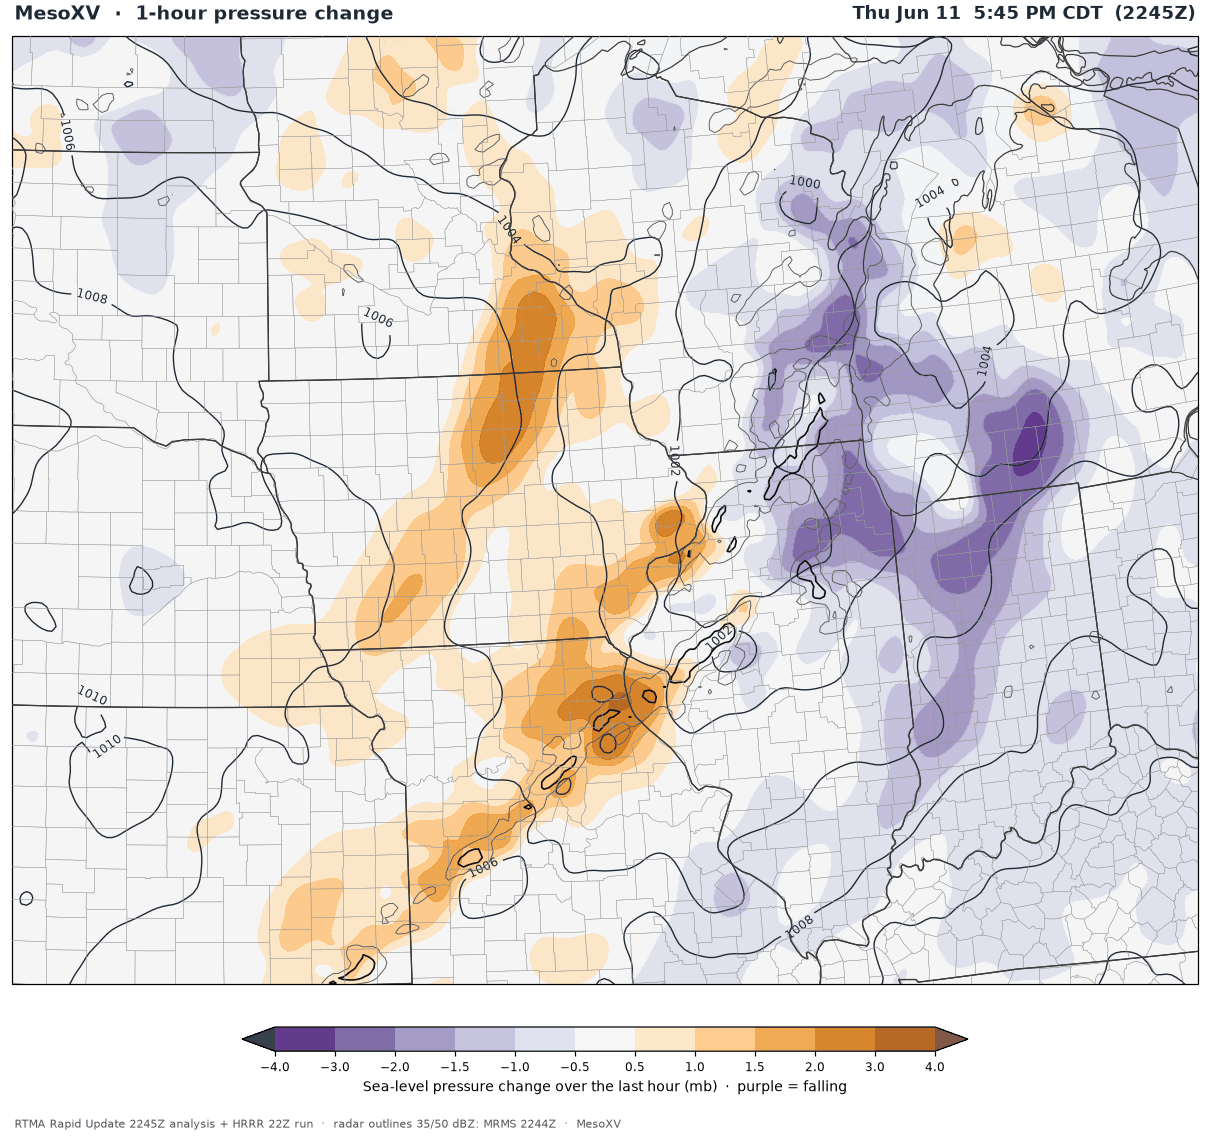 MesoXV · 1-hour pressure change
Thu Jun 11 5:45 PM CDT (2245Z)
1006
1000
1004
1004
1008
1006
1004
1002
1002
1010
1010
1006
1008
−4.0 −3.0 −2.0 −1.5 −1.0 −0.5 0.5 1.0 1.5 2.0 3.0 4.0
Sea-level pressure change over the last hour (mb) · purple = falling
RTMA Rapid Update 2245Z analysis + HRRR 22Z run · radar outlines 35/50 dBZ: MRMS 2244Z · MesoXV